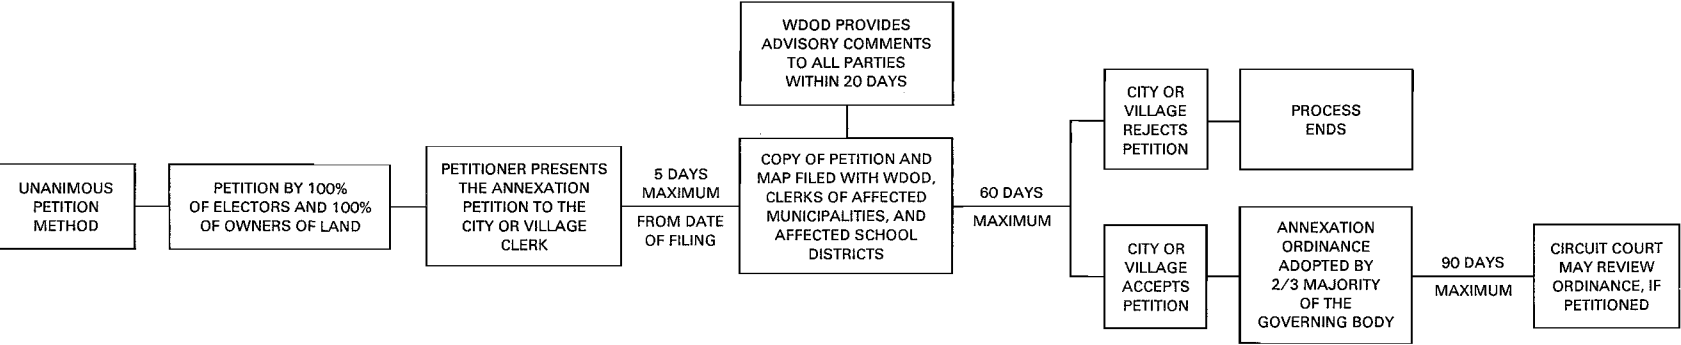 UNANIMOUS
PETITION
METHOD
PETITION BY 100%
OF ELECTORS AND 100%
OF OWNERS OF LAND
PETITIONER PRESENTS
THE ANNEXATION
PETITION TO THE
CITY OR VILLAGE
CLERK
5 DAYS
MAXIMUM
FROM DATE
OF FILING
WDOD PROVIDES
ADVISORY COMMENTS
TO ALL PARTIES
WITHIN 20 DAYS
COPY OF PETITION AND
MAP FILED WITH WDOD,
CLERKS OF AFFECTED
MUNICIPALITIES, AND
AFFECTED SCHOOL
DISTRICTS
60 DAYS
MAXIMUM
CITY OR
VILLAGE
REJECTS
PETITION
PROCESS
ENDS
CITY OR
VILLAGE
ACCEPTS
PETITION
ANNEXATION
ORDINANCE
ADOPTED BY
2/3 MAJORITY
OF THE
GOVERNING BODY
90 DAYS
MAXIMUM
CIRCUIT COURT
MAY REVIEW
ORDINANCE, IF
PETITIONED